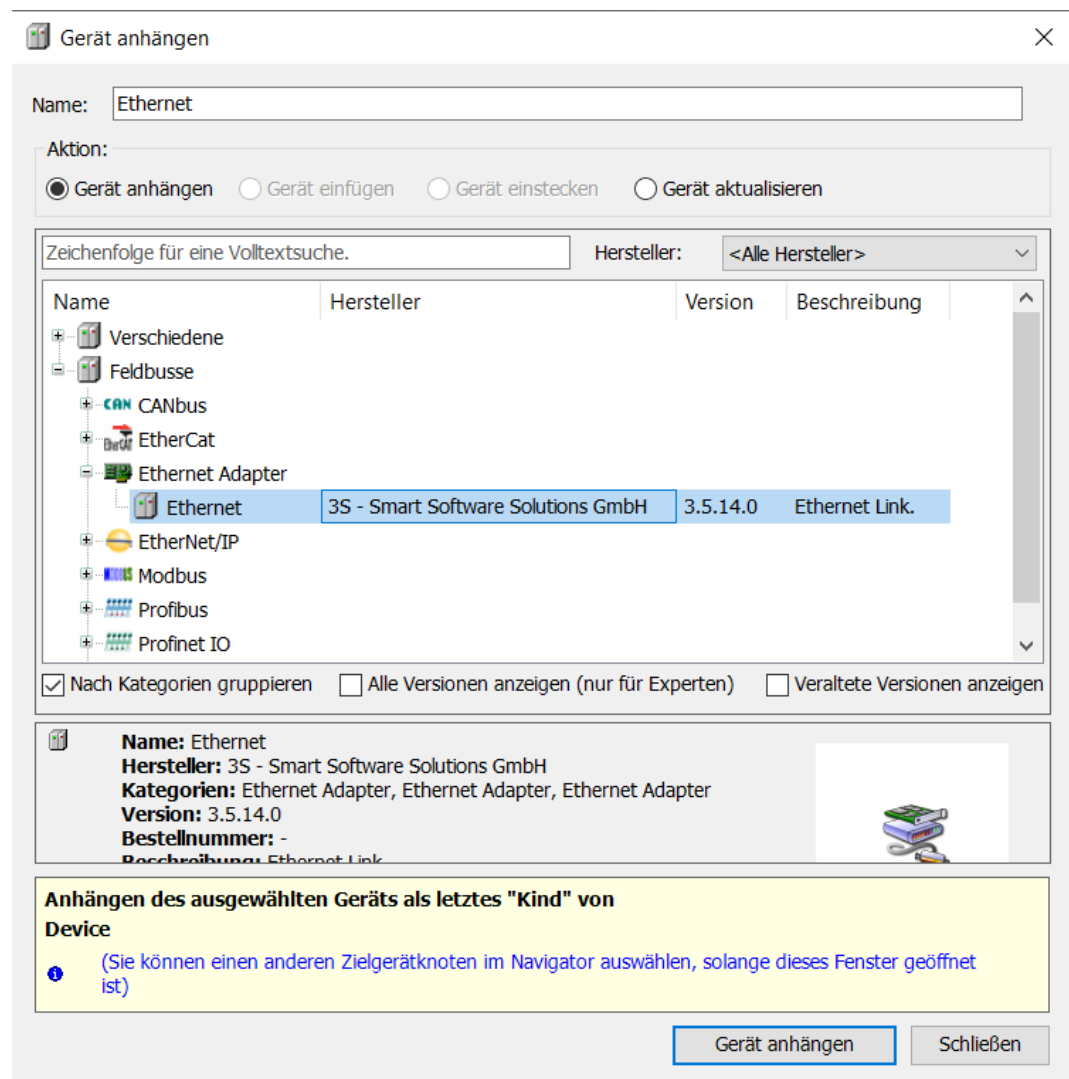 Gerät anhängen
Name: Ethernet
Aktion:
Gerät anhängen Gerät einfügen Gerät einstecken Gerät aktualisieren
Zeichenfolge für eine Volltextsuche. Hersteller: <Alle Hersteller>
Name Hersteller Version Beschreibung
Verschiedene
Feldbusse
CAN CANbus
EtherCat
Ethernet Adapter
Ethernet 3S - Smart Software Solutions GmbH 3.5.14.0 Ethernet Link.
EtherNet/IP
MODBUS Modbus
Profibus
Profinet IO
Nach Kategorien gruppieren Alle Versionen anzeigen (nur für Experten) Veraltete Versionen anzeigen
Name: Ethernet
Hersteller: 3S - Smart Software Solutions GmbH
Kategorien: Ethernet Adapter, Ethernet Adapter, Ethernet Adapter
Version: 3.5.14.0
Bestellnummer: -
Beschreibung: Ethernet Link
Anhängen des ausgewählten Geräts als letztes "Kind" von
Device
(Sie können einen anderen Zielgerätknoten im Navigator auswählen, solange dieses Fenster geöffnet
ist)
Gerät anhängen Schließen